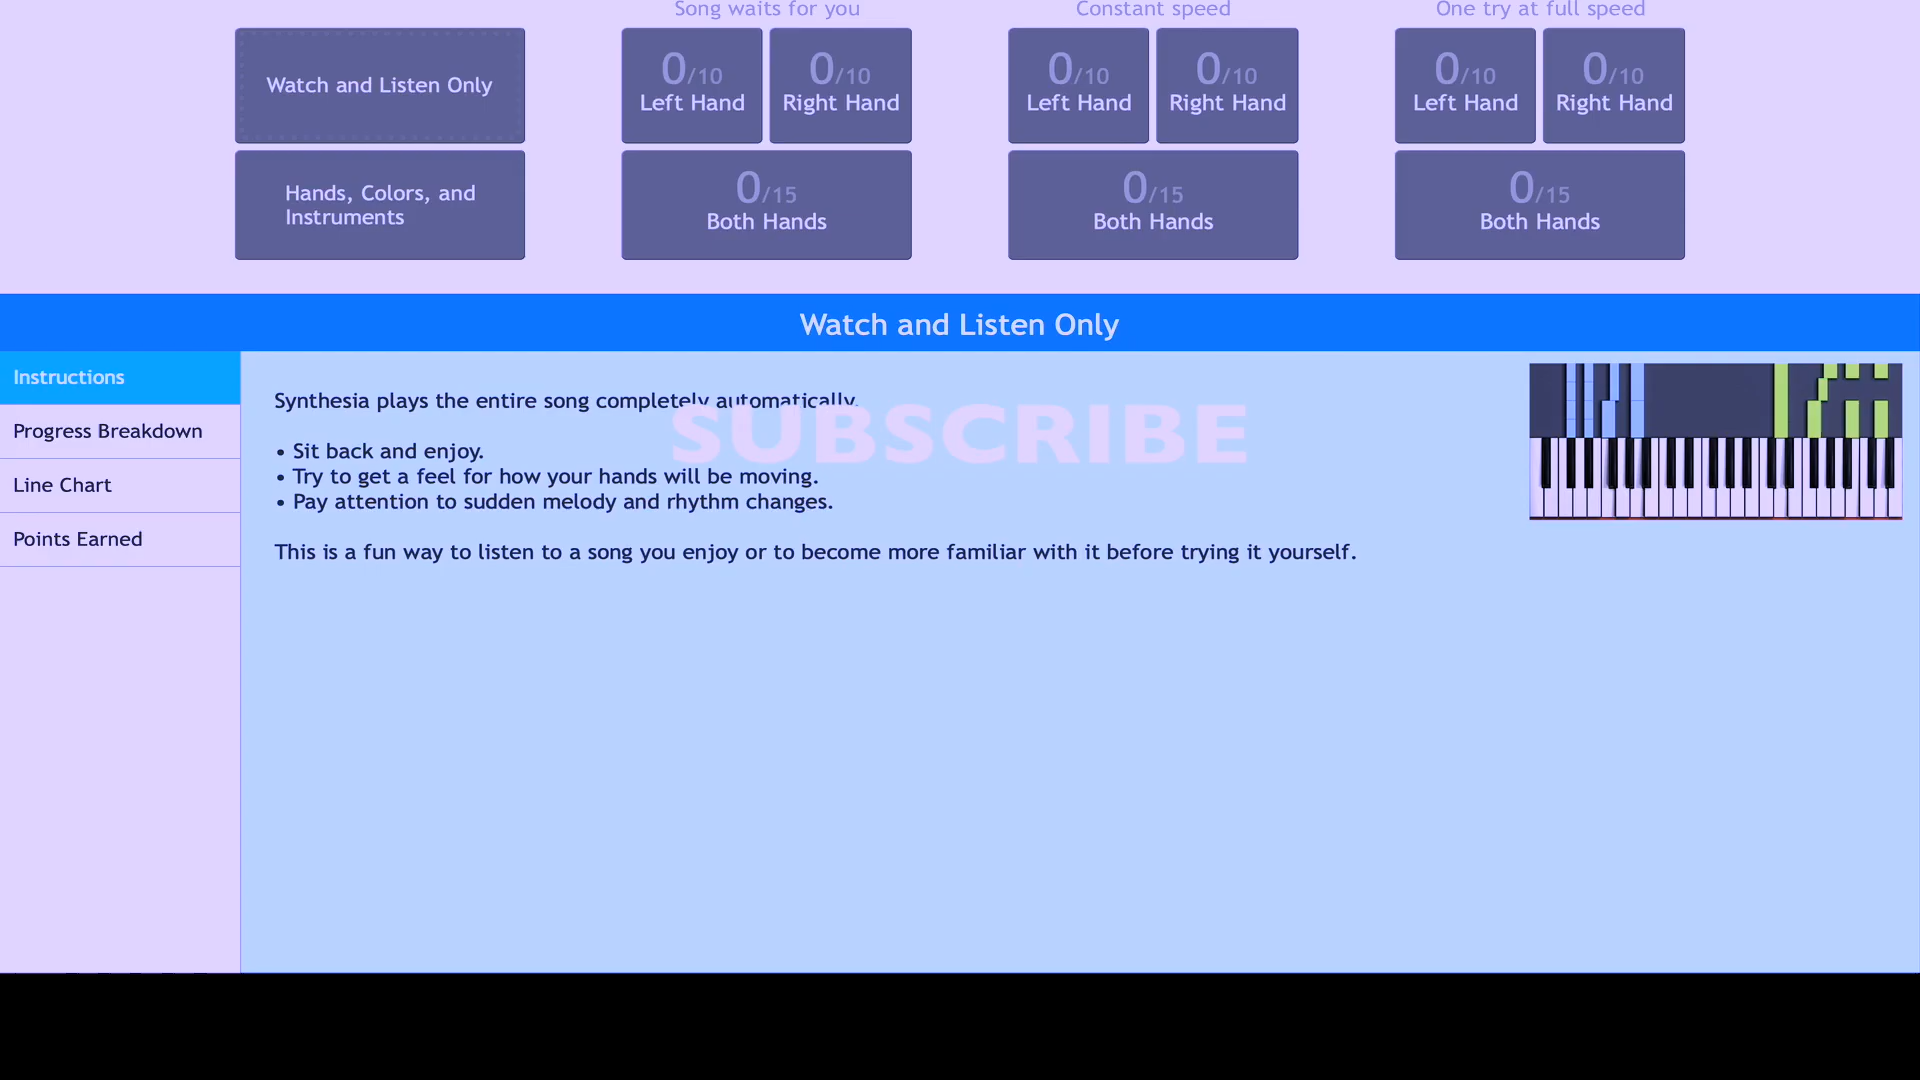 Song waits for you
Constant speed
One try at full speed
Watch and Listen Only
0/10
Left Hand
0/10
Right Hand
0/10
Left Hand
0/10
Right Hand
0/10
Left Hand
0/10
Right Hand
Hands, Colors, and
Instruments
0/15
Both Hands
0/15
Both Hands
0/15
Both Hands
Watch and Listen Only
Instructions
Progress Breakdown
Line Chart
Points Earned
Synthesia plays the entire song completely automatically.
SUBSCRIBE
• Sit back and enjoy.
• Try to get a feel for how your hands will be moving.
• Pay attention to sudden melody and rhythm changes.
This is a fun way to listen to a song you enjoy or to become more familiar with it before trying it yourself.